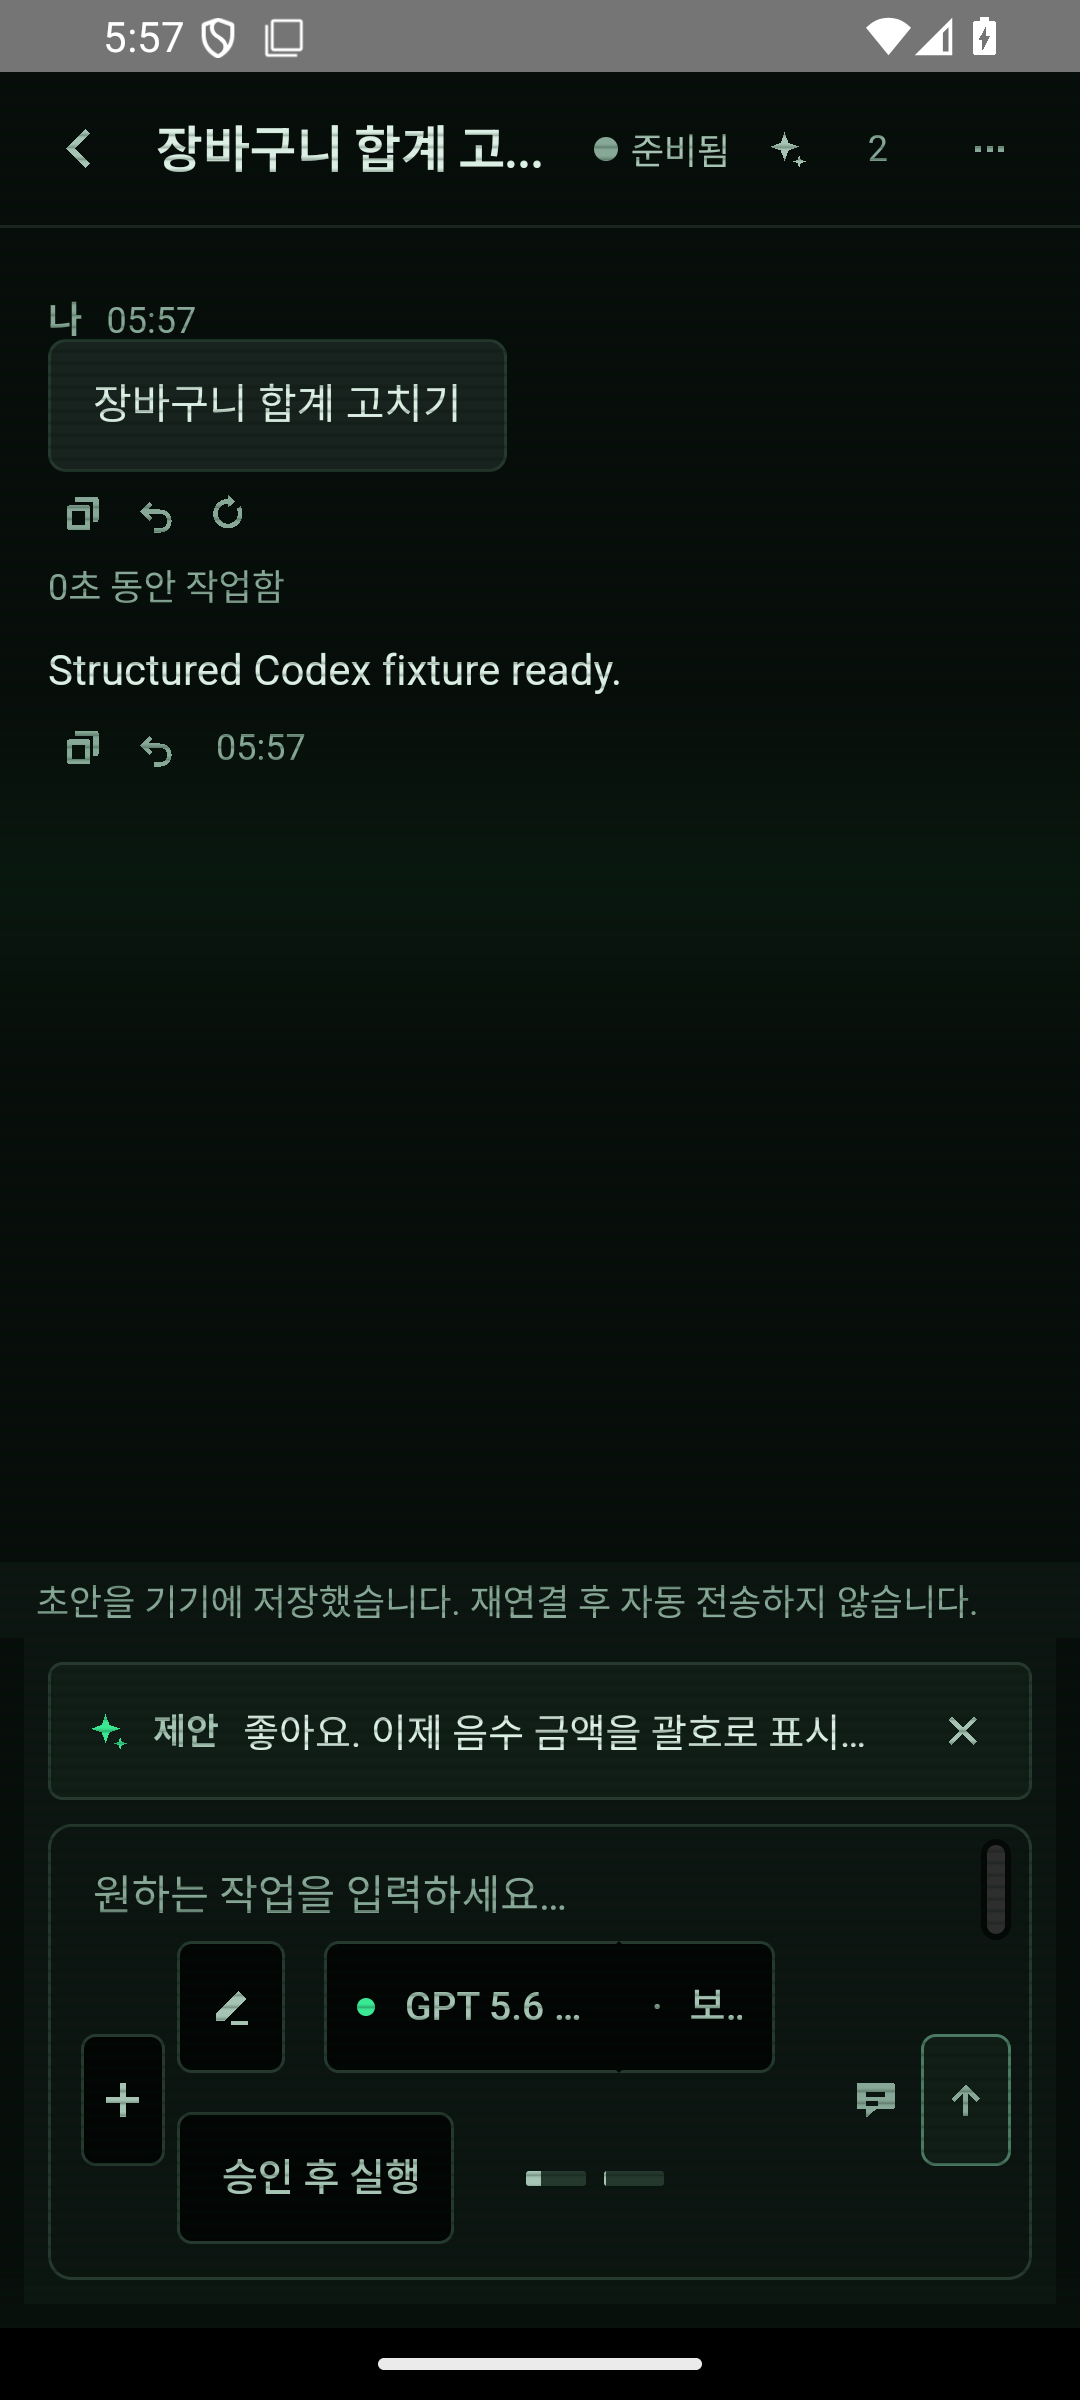 5:57
장바구니 합계 고...
준비됨
2
나 05:57
장바구니 합계 고치기
0초 동안 작업함
Structured Codex fixture ready.
05:57
초안을 기기에 저장했습니다. 재연결 후 자동 전송하지 않습니다.
제안 좋아요. 이제 음수 금액을 괄호로 표시...
원하는 작업을 입력하세요...
GPT 5.6 ... · 보..
승인 후 실행